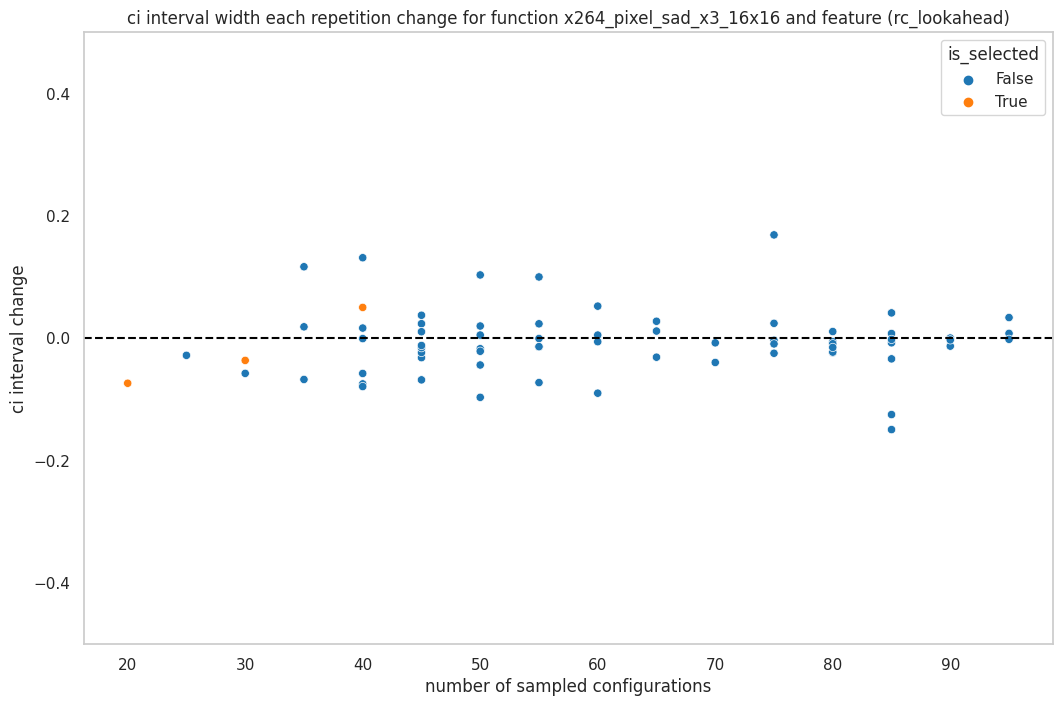 ci interval width each repetition change for function x264_pixel_sad_x3_16x16 and feature (rc_lookahead)
is_selected
False
True
ci interval change
0.4
0.2
0.0
−0.2
−0.4
20 30 40 50 60 70 80 90
number of sampled configurations